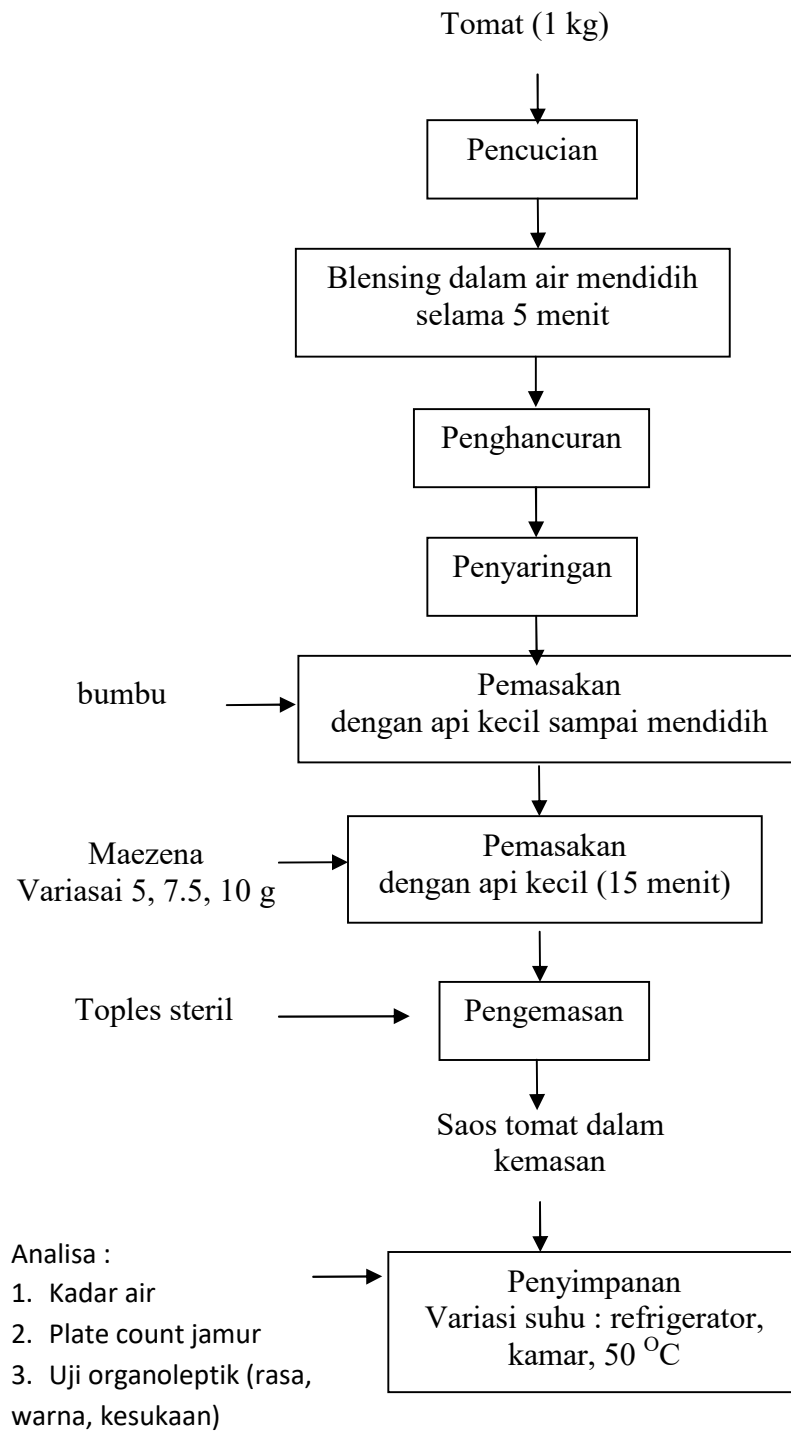 Tomat (1 kg)
Pencucian
Blensing dalam air mendidih
selama 5 menit
Penghancuran
Penyaringan
bumbu
Pemasakan
dengan api kecil sampai mendidih
Maezena
Variasai 5, 7.5, 10 g
Pemasakan
dengan api kecil (15 menit)
Toples steril
Pengemasan
Saos tomat dalam
kemasan
Analisa :
1. Kadar air
2. Plate count jamur
3. Uji organoleptik (rasa,
warna, kesukaan)
Penyimpanan
Variasi suhu : refrigerator,
kamar, 50 ᴼC